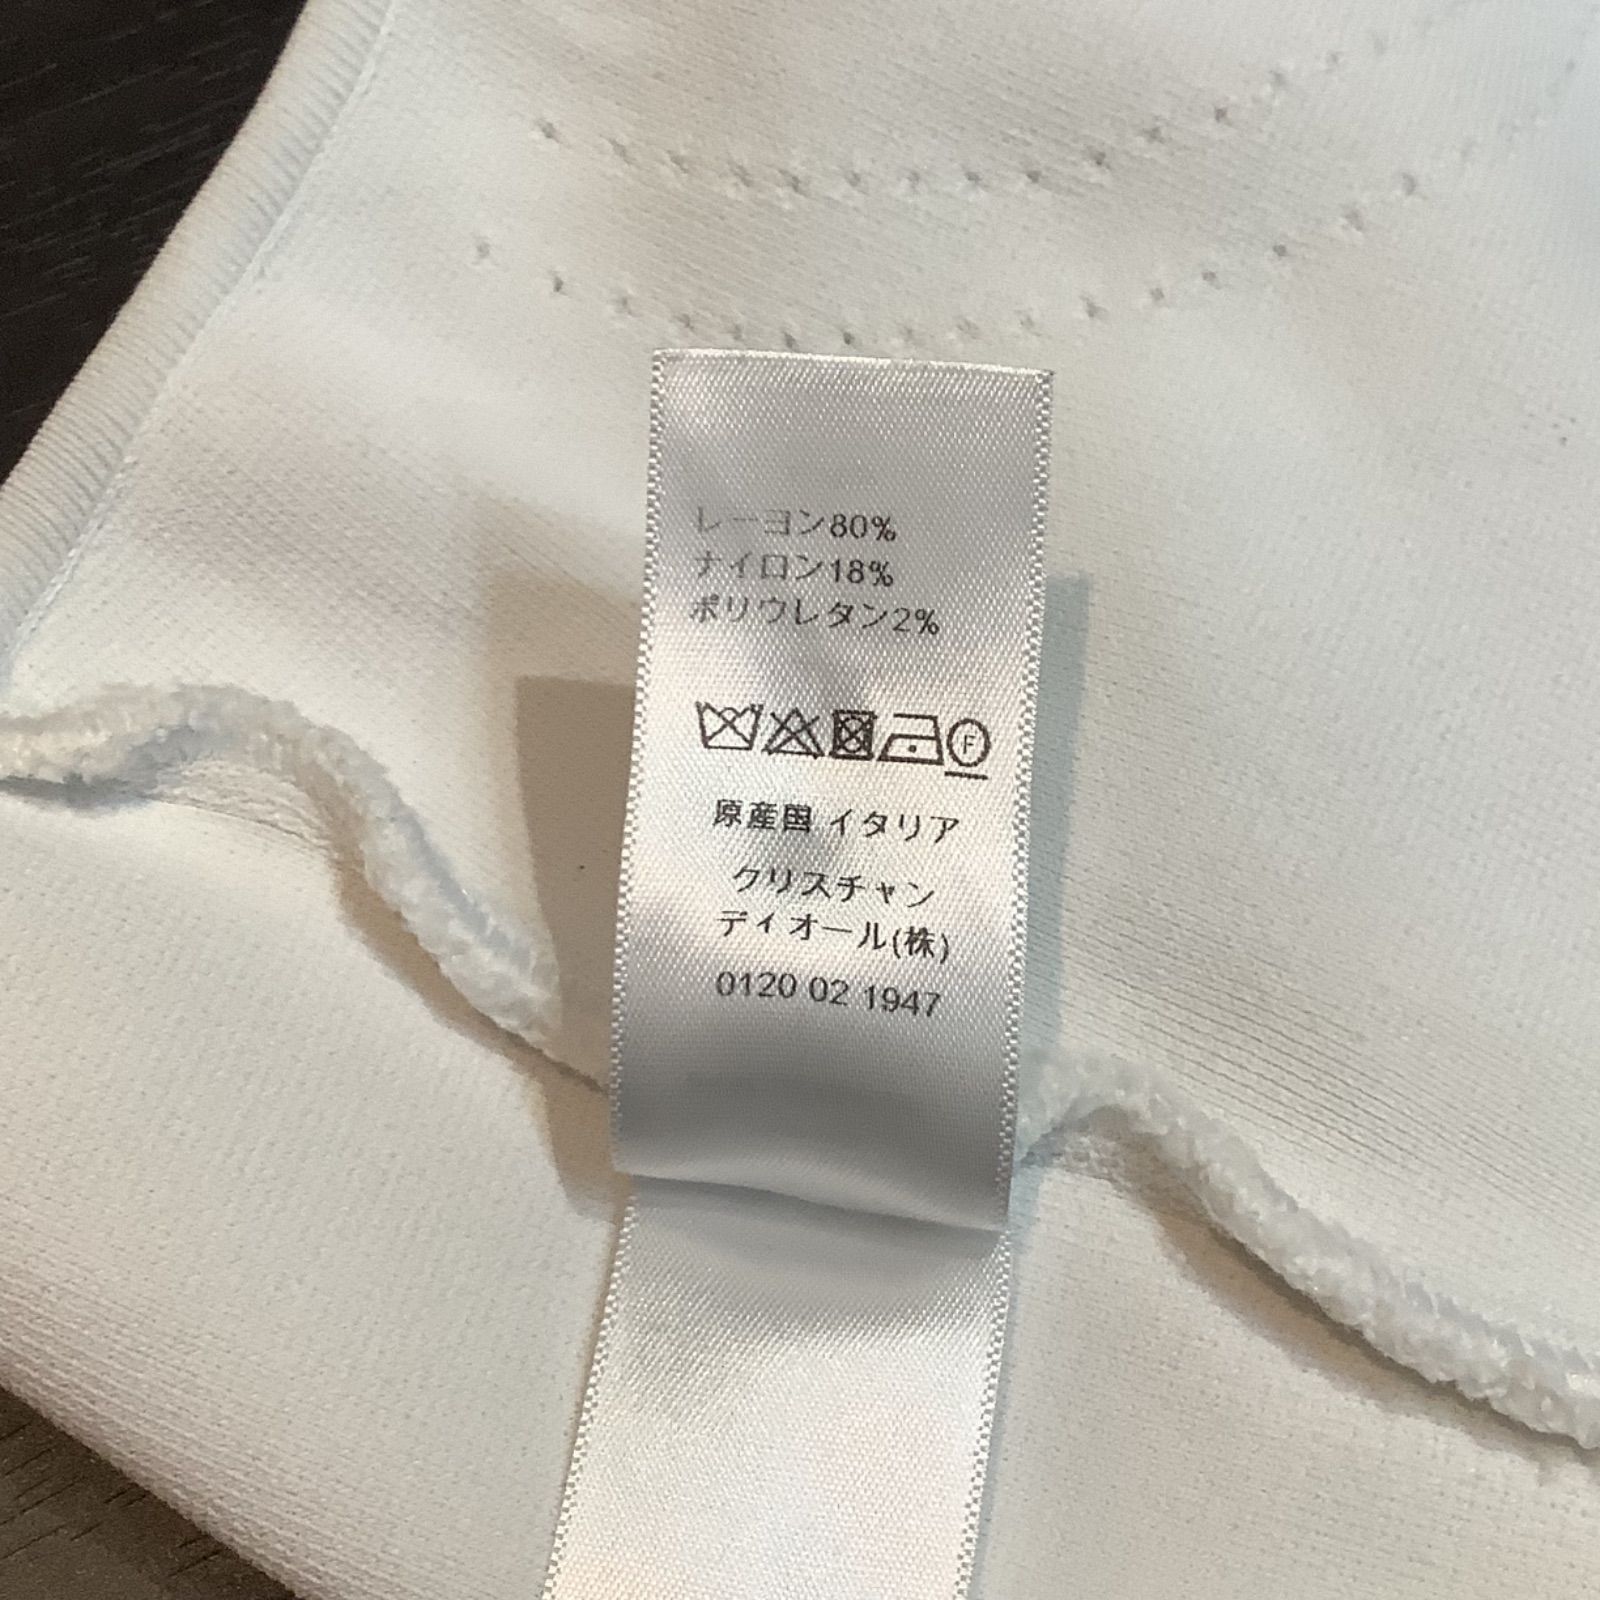 レーヨン80%
ナイロン18%
ポリウレタン2%
F
原産国 イタリア
クリスチャン
ディオール(株)
0120 02 1947